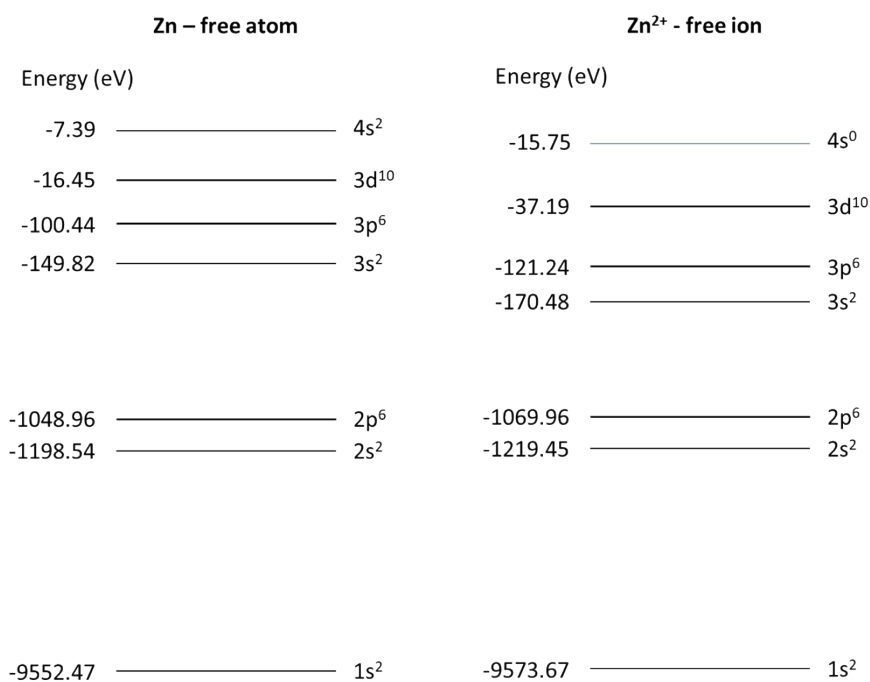 Zn – free atom
Energy (eV)
-7.39 4s²
-16.45 3d¹⁰
-100.44 3p⁶
-149.82 3s²
-1048.96 2p⁶
-1198.54 2s²
-9552.47 1s²
Zn²⁺ - free ion
Energy (eV)
-15.75 4s⁰
-37.19 3d¹⁰
-121.24 3p⁶
-170.48 3s²
-1069.96 2p⁶
-1219.45 2s²
-9573.67 1s²